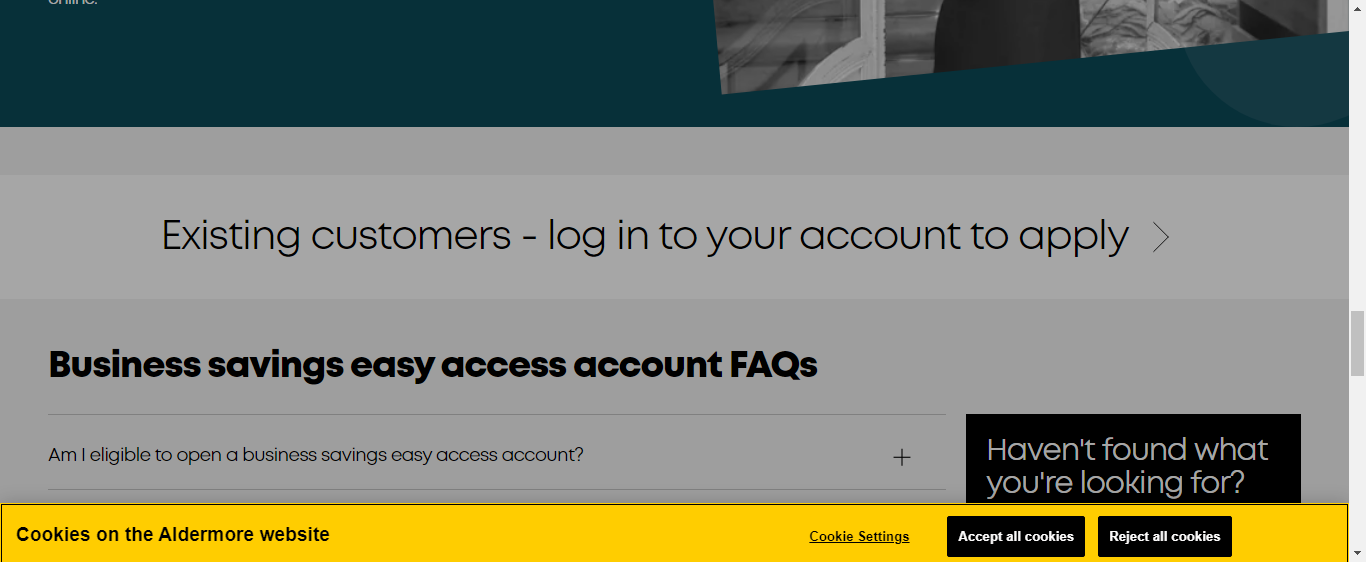 online.
Existing customers - log in to your account to apply
Business savings easy access account FAQs
Am I eligible to open a business savings easy access account?
Haven't found what
you're looking for?
Cookies on the Aldermore website
Cookie Settings
Accept all cookies
Reject all cookies